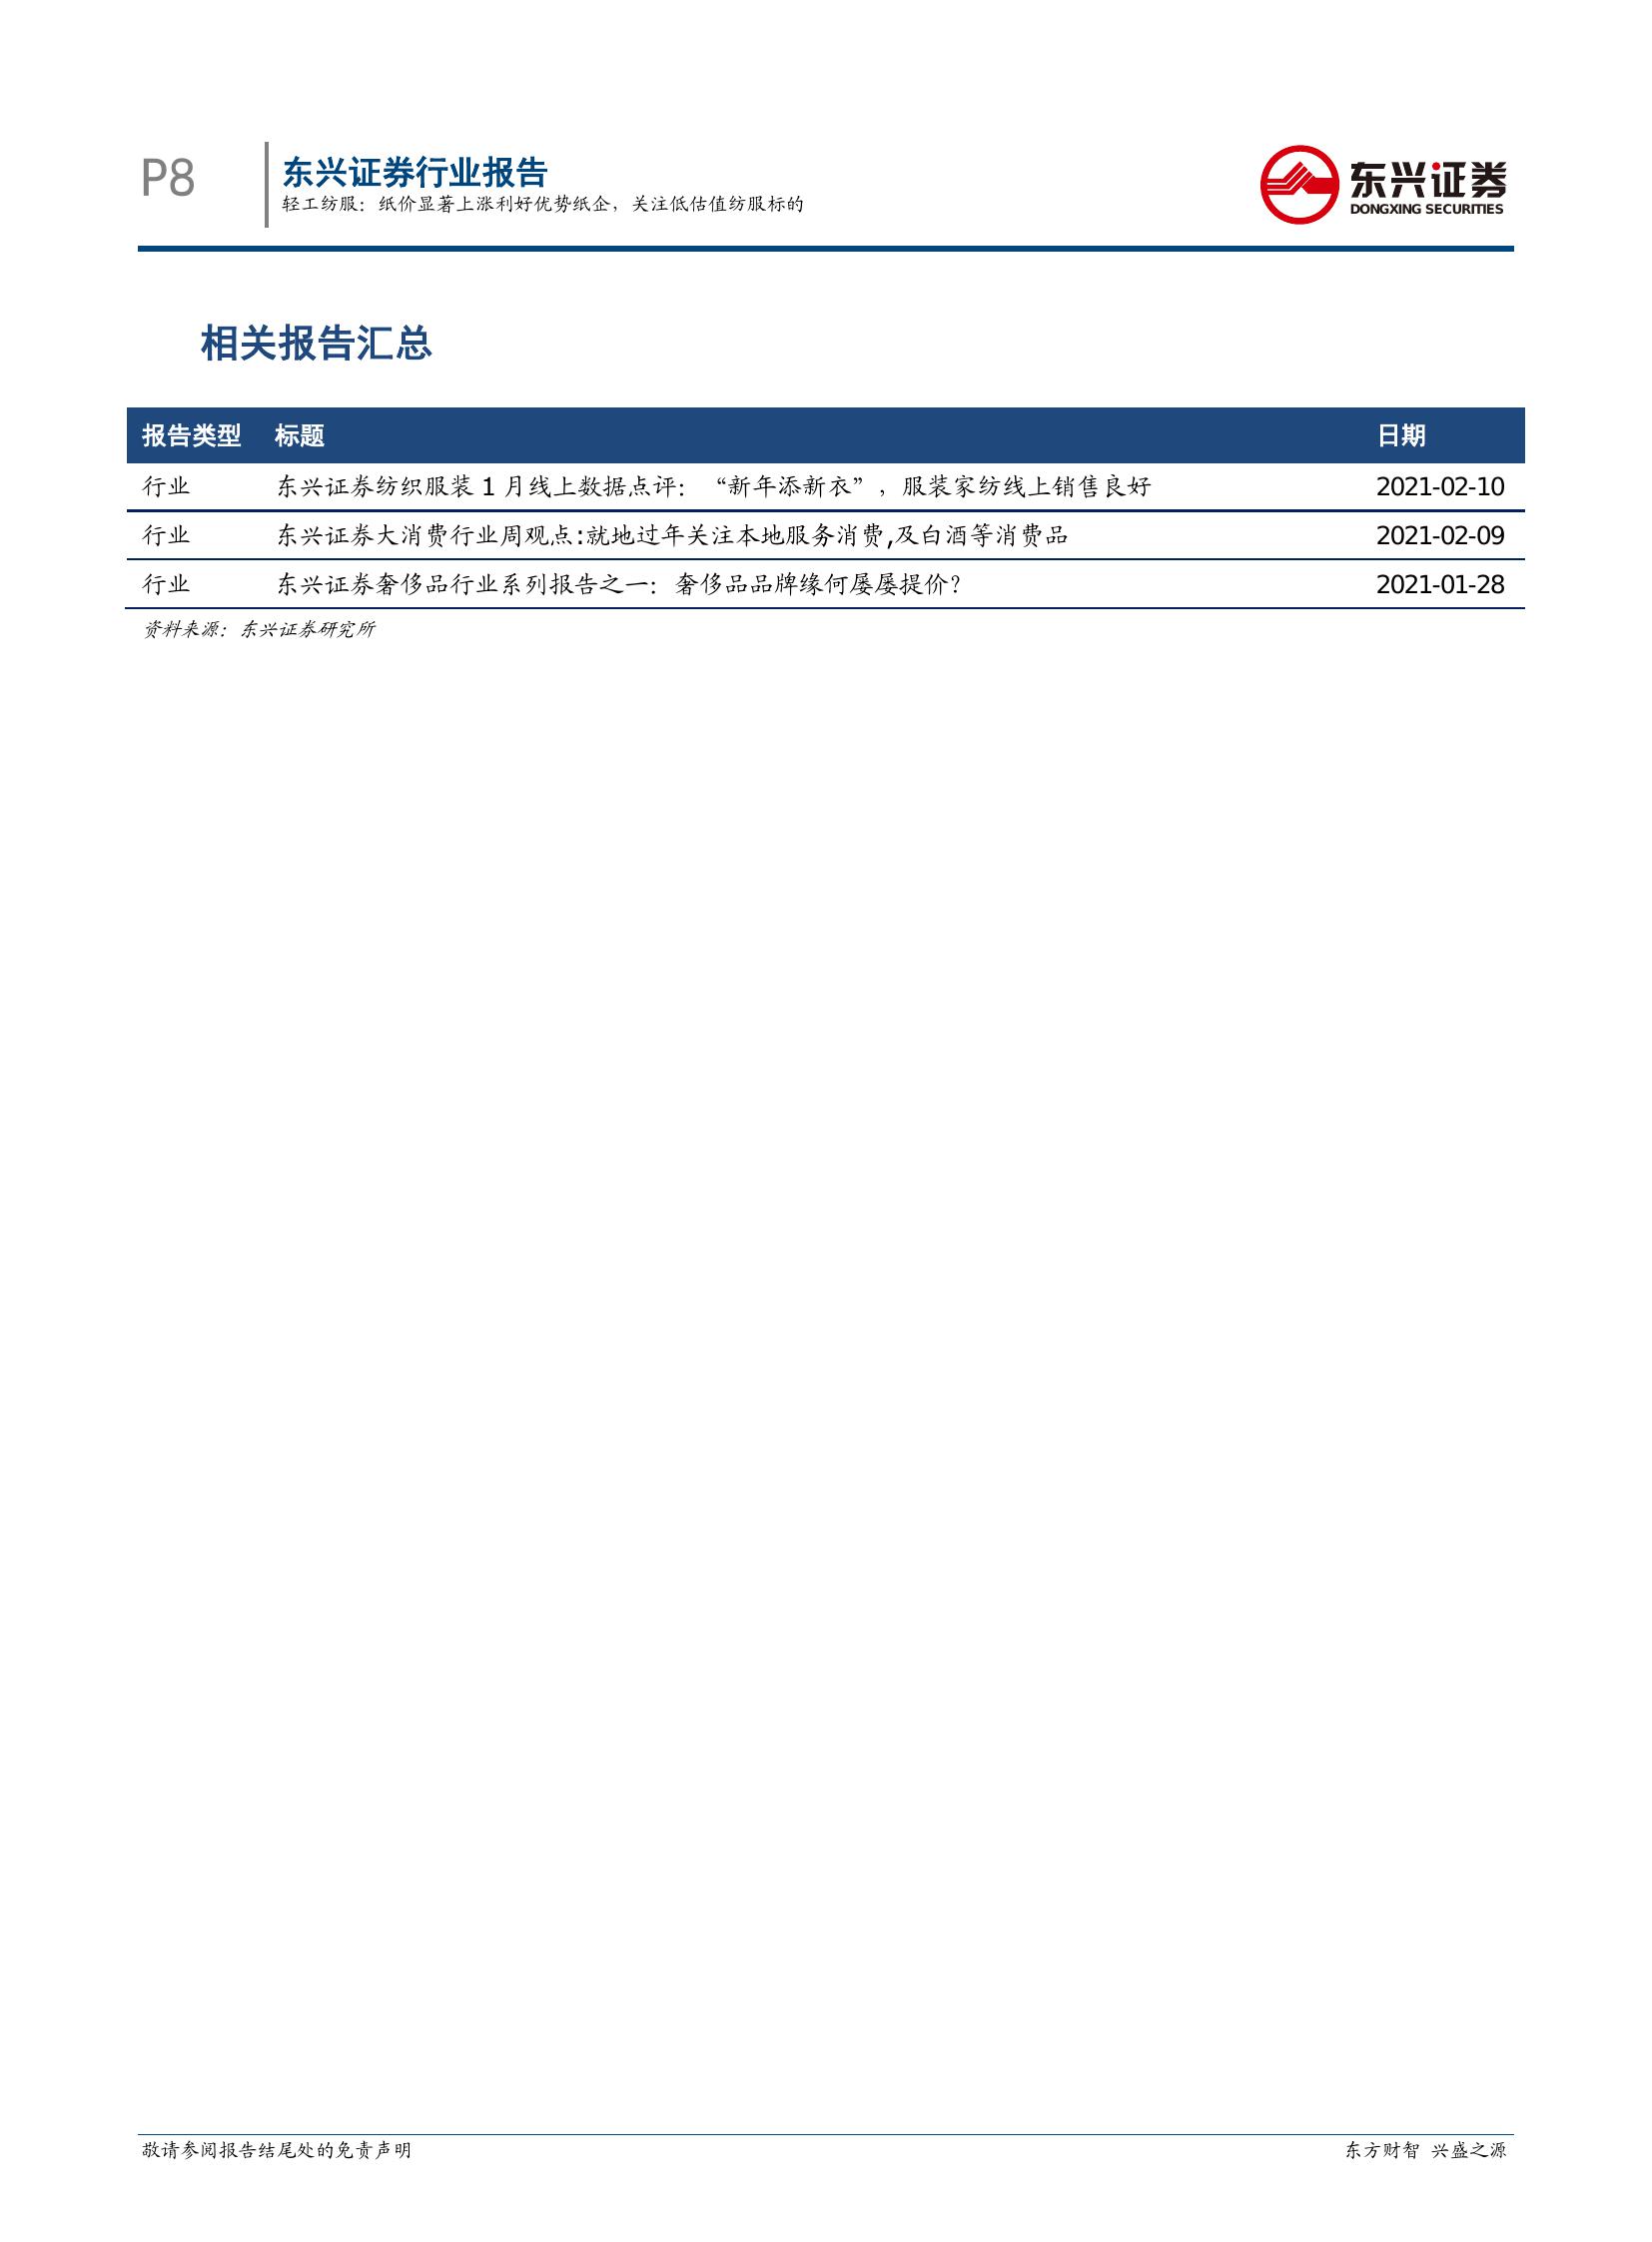 P8
东兴证券行业报告
轻工纺服：纸价显著上涨利好优势纸企，关注低估值纺服标的
东兴证券
DONGXING SECURITIES
相关报告汇总
报告类型 标题 日期
行业 东兴证券纺织服装 1 月线上数据点评：“新年添新衣”，服装家纺线上销售良好 2021-02-10
行业 东兴证券大消费行业周观点:就地过年关注本地服务消费,及白酒等消费品 2021-02-09
行业 东兴证券奢侈品行业系列报告之一：奢侈品品牌缘何屡屡提价？ 2021-01-28
资料来源：东兴证券研究所
敬请参阅报告结尾处的免责声明 东方财智 兴盛之源